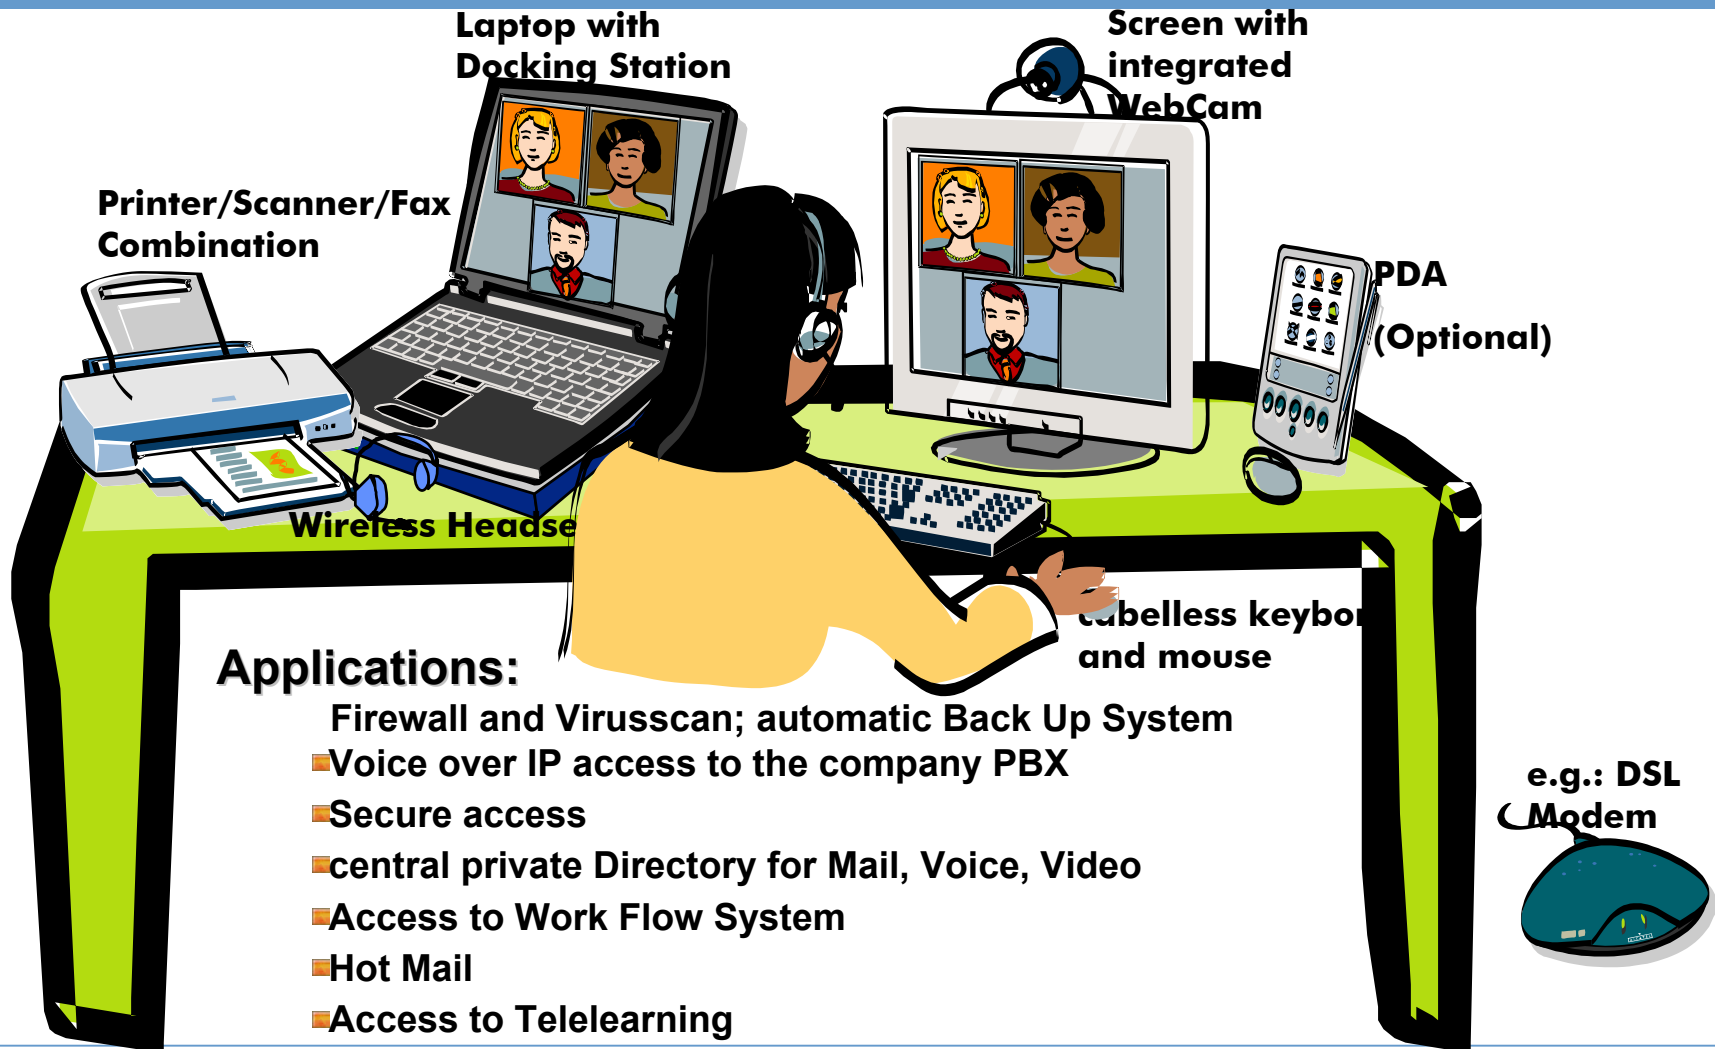 Laptop with
Docking Station
Screen with
integrated
WebCam
Printer/Scanner/Fax
Combination
PDA
(Optional)
Wireless Headse
cabelless keybor
and mouse
Applications:
Firewall and Virusscan; automatic Back Up System
Voice over IP access to the company PBX
Secure access
central private Directory for Mail, Voice, Video
Access to Work Flow System
Hot Mail
Access to Telelearning
e.g.: DSL
Modem